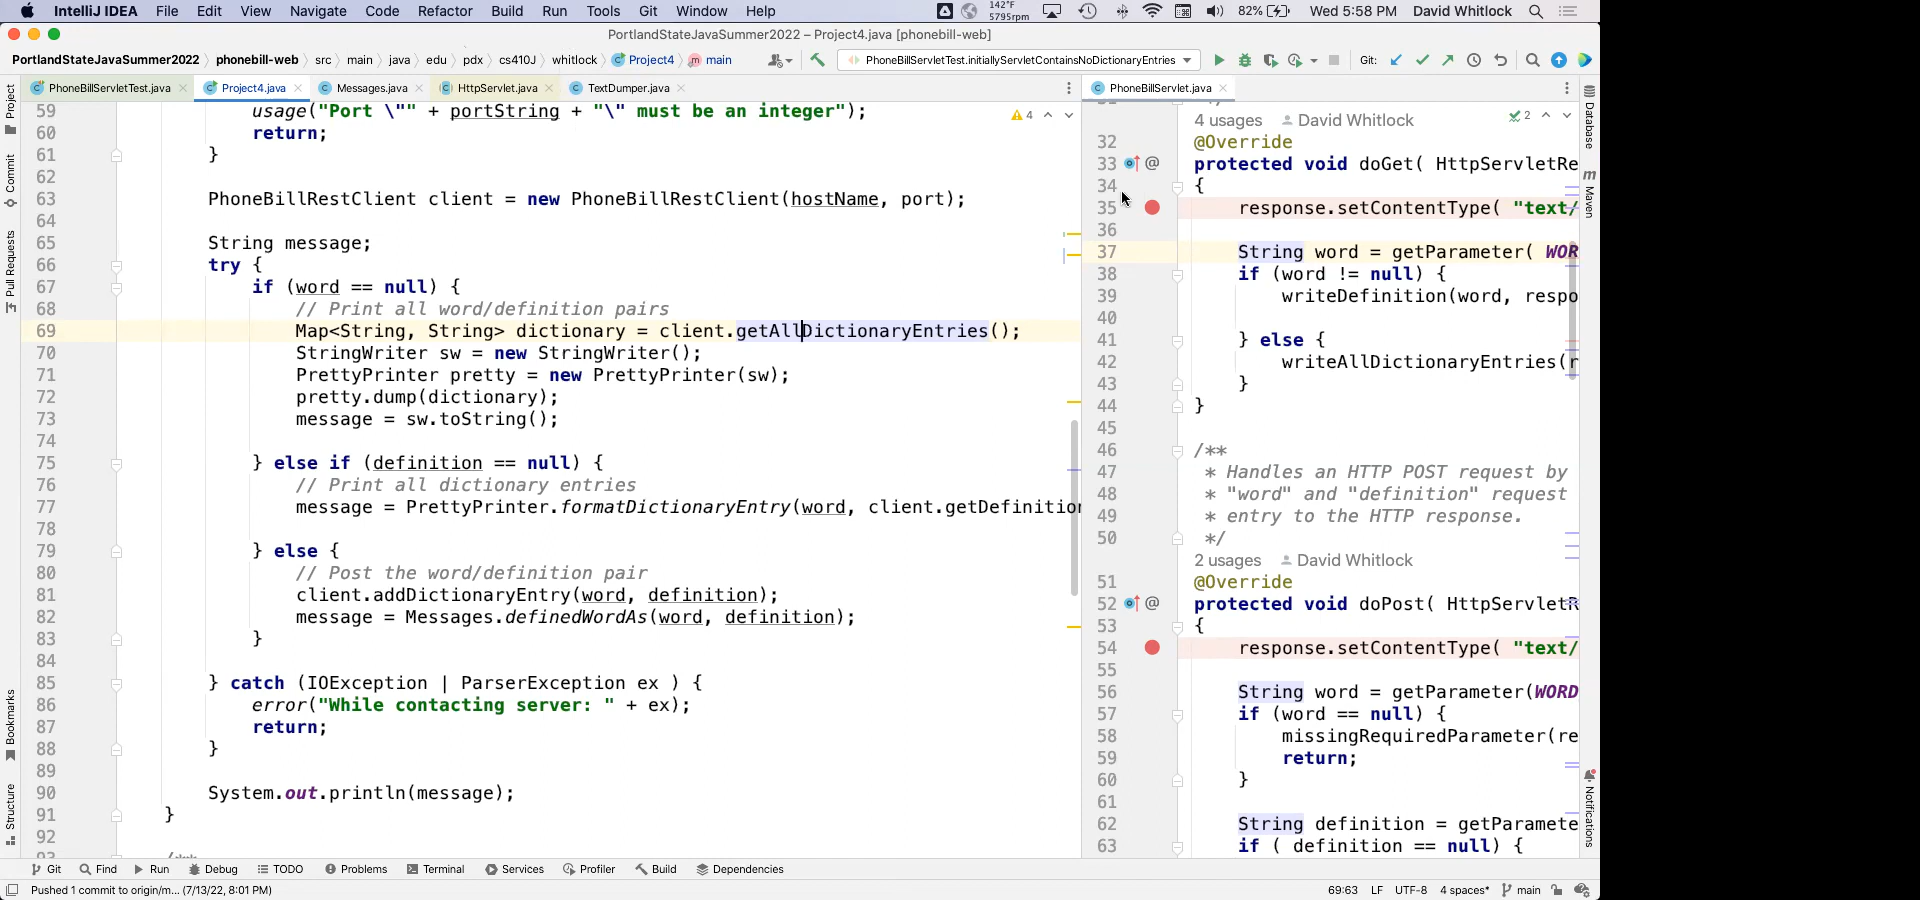 IntelliJ IDEA File Edit View Navigate Code Refactor Build Run Tools Git Window Help 142°F 5795rpm 82% Wed 5:58 PM David Whitlock
PortlandStateJavaSummer2022 – Project4.java [phonebill-web]
PortlandStateJavaSummer2022 phonebill-web src main java edu pdx cs410J whitlock Project4 main PhoneBillServletTest.initiallyServletContainsNoDictionaryEntries Git:
PhoneBillServletTest.java Project4.java Messages.java HttpServlet.java TextDumper.java PhoneBillServlet.java
Project
Commit
Pull Requests
Bookmarks
Structure
59 usage("Port \"" + portString + "\" must be an integer");
60 return;
61 }
62
63 PhoneBillRestClient client = new PhoneBillRestClient(hostName, port);
64
65 String message;
66 try {
67 if (word == null) {
68 // Print all word/definition pairs
69 Map<String, String> dictionary = client.getAllDictionaryEntries();
70 StringWriter sw = new StringWriter();
71 PrettyPrinter pretty = new PrettyPrinter(sw);
72 pretty.dump(dictionary);
73 message = sw.toString();
74
75 } else if (definition == null) {
76 // Print all dictionary entries
77 message = PrettyPrinter.formatDictionaryEntry(word, client.getDefinition
78
79 } else {
80 // Post the word/definition pair
81 client.addDictionaryEntry(word, definition);
82 message = Messages.definedWordAs(word, definition);
83 }
84
85 } catch (IOException | ParserException ex ) {
86 error("While contacting server: " + ex);
87 return;
88 }
89
90 System.out.println(message);
91 }
92
4
4 usages David Whitlock
2
32 @Override
33 @ protected void doGet( HttpServletRe
34 {
35 response.setContentType( "text/
36
37 String word = getParameter( WOR
38 if (word != null) {
39 writeDefinition(word, respo
40
41 } else {
42 writeAllDictionaryEntries(r
43 }
44 }
45
46 /**
47 * Handles an HTTP POST request by
48 * "word" and "definition" request
49 * entry to the HTTP response.
50 */
2 usages David Whitlock
51 @Override
52 @ protected void doPost( HttpServletR
53 {
54 response.setContentType( "text/
55
56 String word = getParameter(WORD
57 if (word == null) {
58 missingRequiredParameter(re
59 return;
60 }
61
62 String definition = getParamete
63 if ( definition == null) {
Database
Maven
Notifications
Git Find Run Debug TODO Problems Terminal Services Profiler Build Dependencies
Pushed 1 commit to origin/m... (7/13/22, 8:01 PM) 69:63 LF UTF-8 4 spaces* main